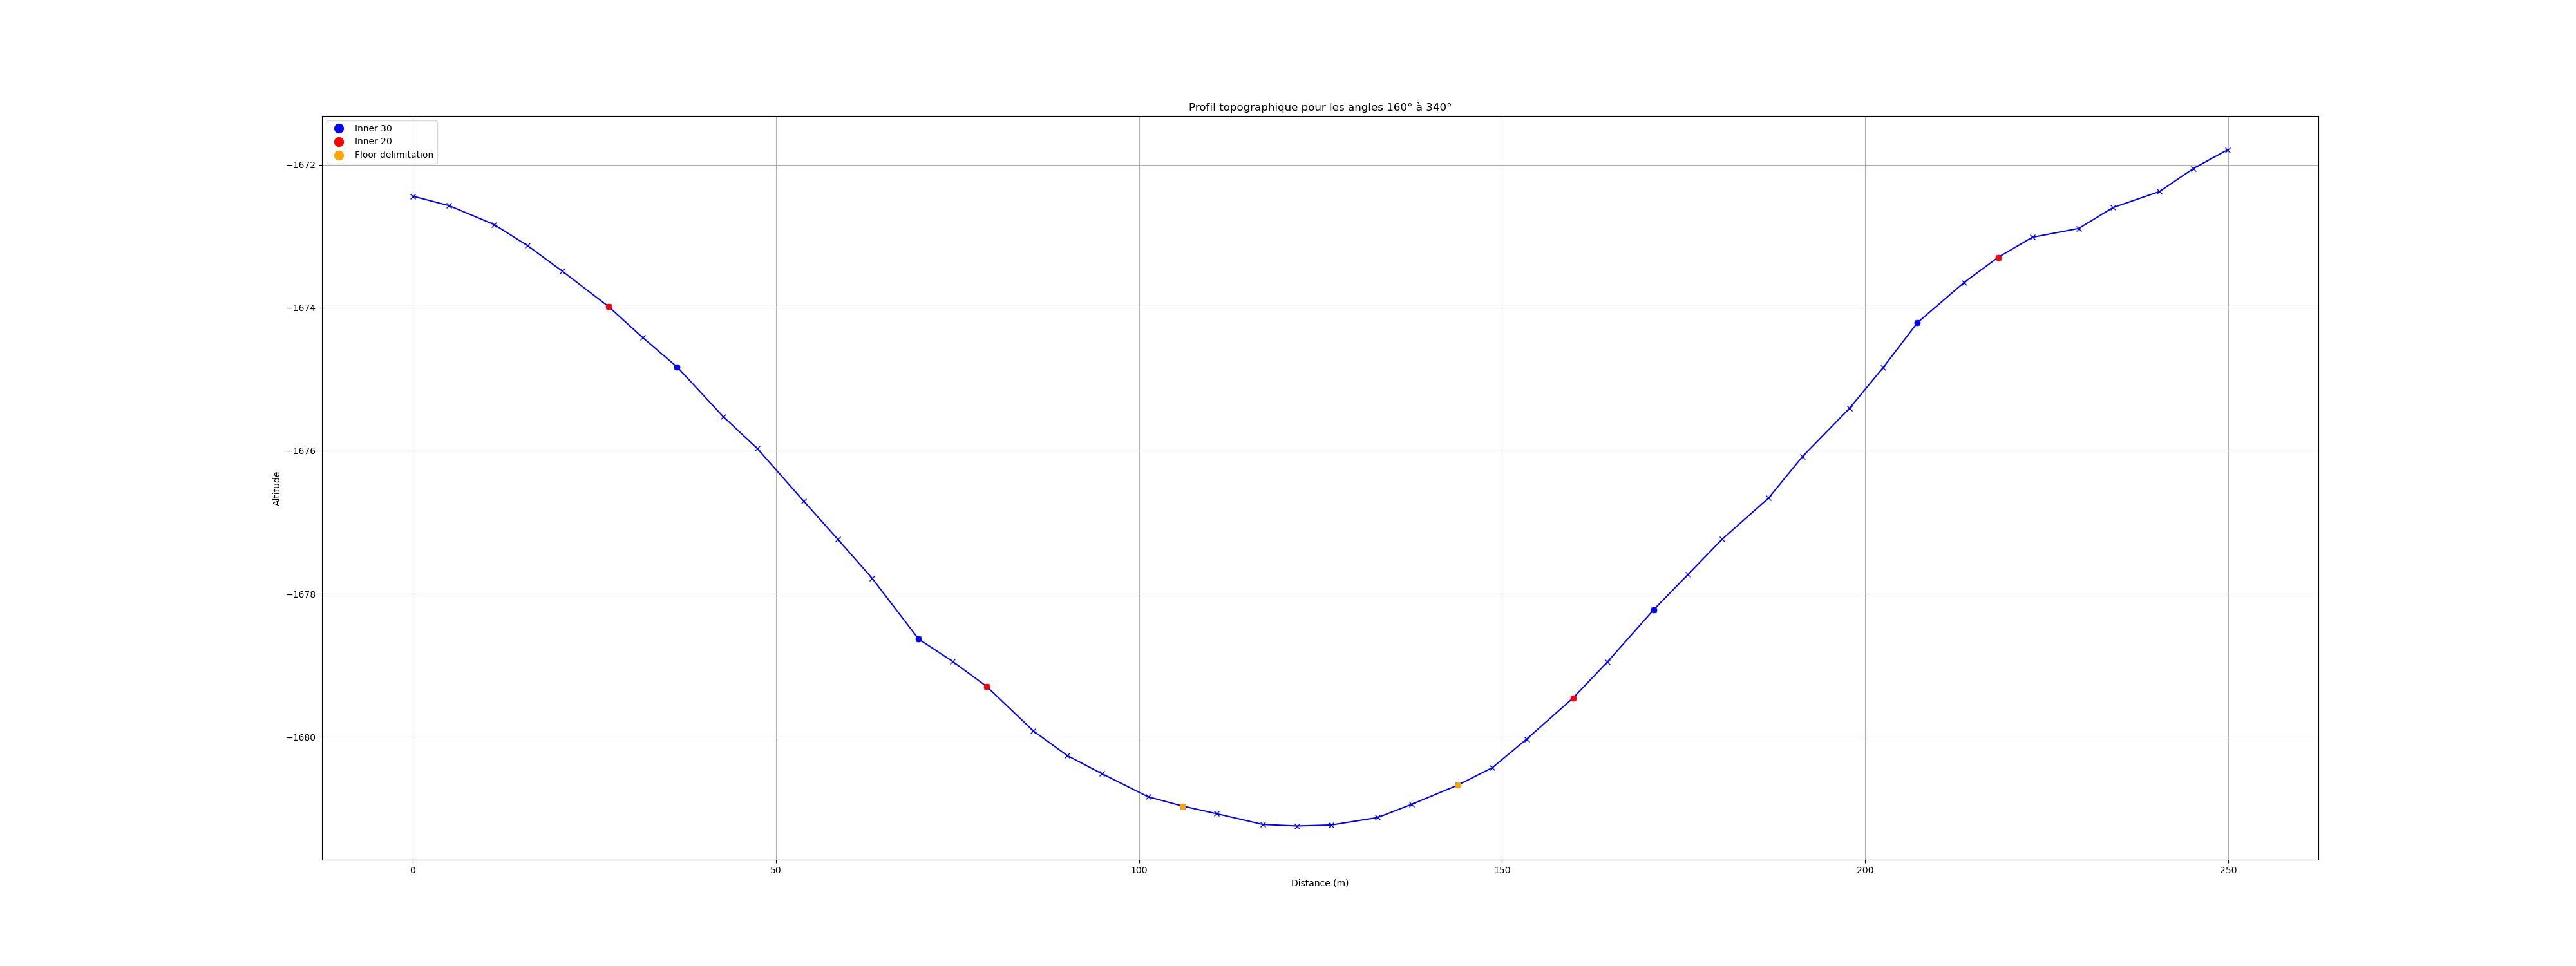 Profil topographique pour les angles 160° à 340°
Inner 30
Inner 20
Floor delimitation
−1672
−1674
−1676
−1678
−1680
Altitude
0 50 100 150 200 250
Distance (m)